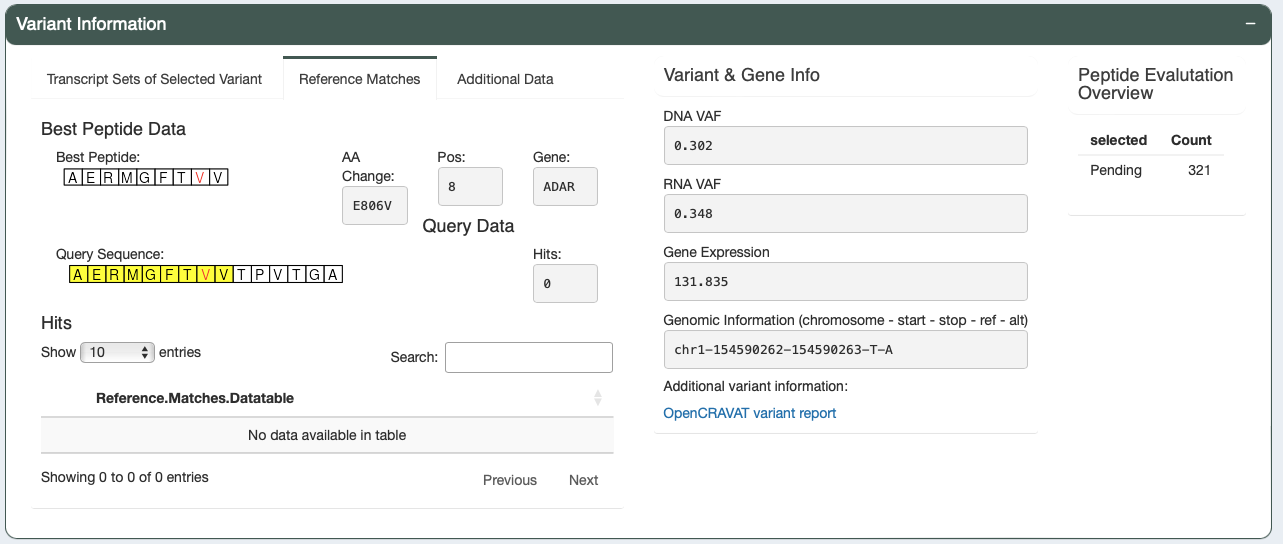 Variant Information
−
Transcript Sets of Selected Variant Reference Matches Additional Data
Best Peptide Data
Best Peptide:
A E R M G F T V V
AA Change:
E806V
Pos:
8
Gene:
ADAR
Query Data
Query Sequence:
A E R M G F T V V T P V T G A
Hits:
0
Hits
Show 10 entries
Search:
Reference.Matches.Datatable
No data available in table
Showing 0 to 0 of 0 entries
Previous Next
Variant & Gene Info
DNA VAF
0.302
RNA VAF
0.348
Gene Expression
131.835
Genomic Information (chromosome - start - stop - ref - alt)
chr1-154590262-154590263-T-A
Additional variant information:
OpenCRAVAT variant report
Peptide Evalutation
Overview
selected Count
Pending 321